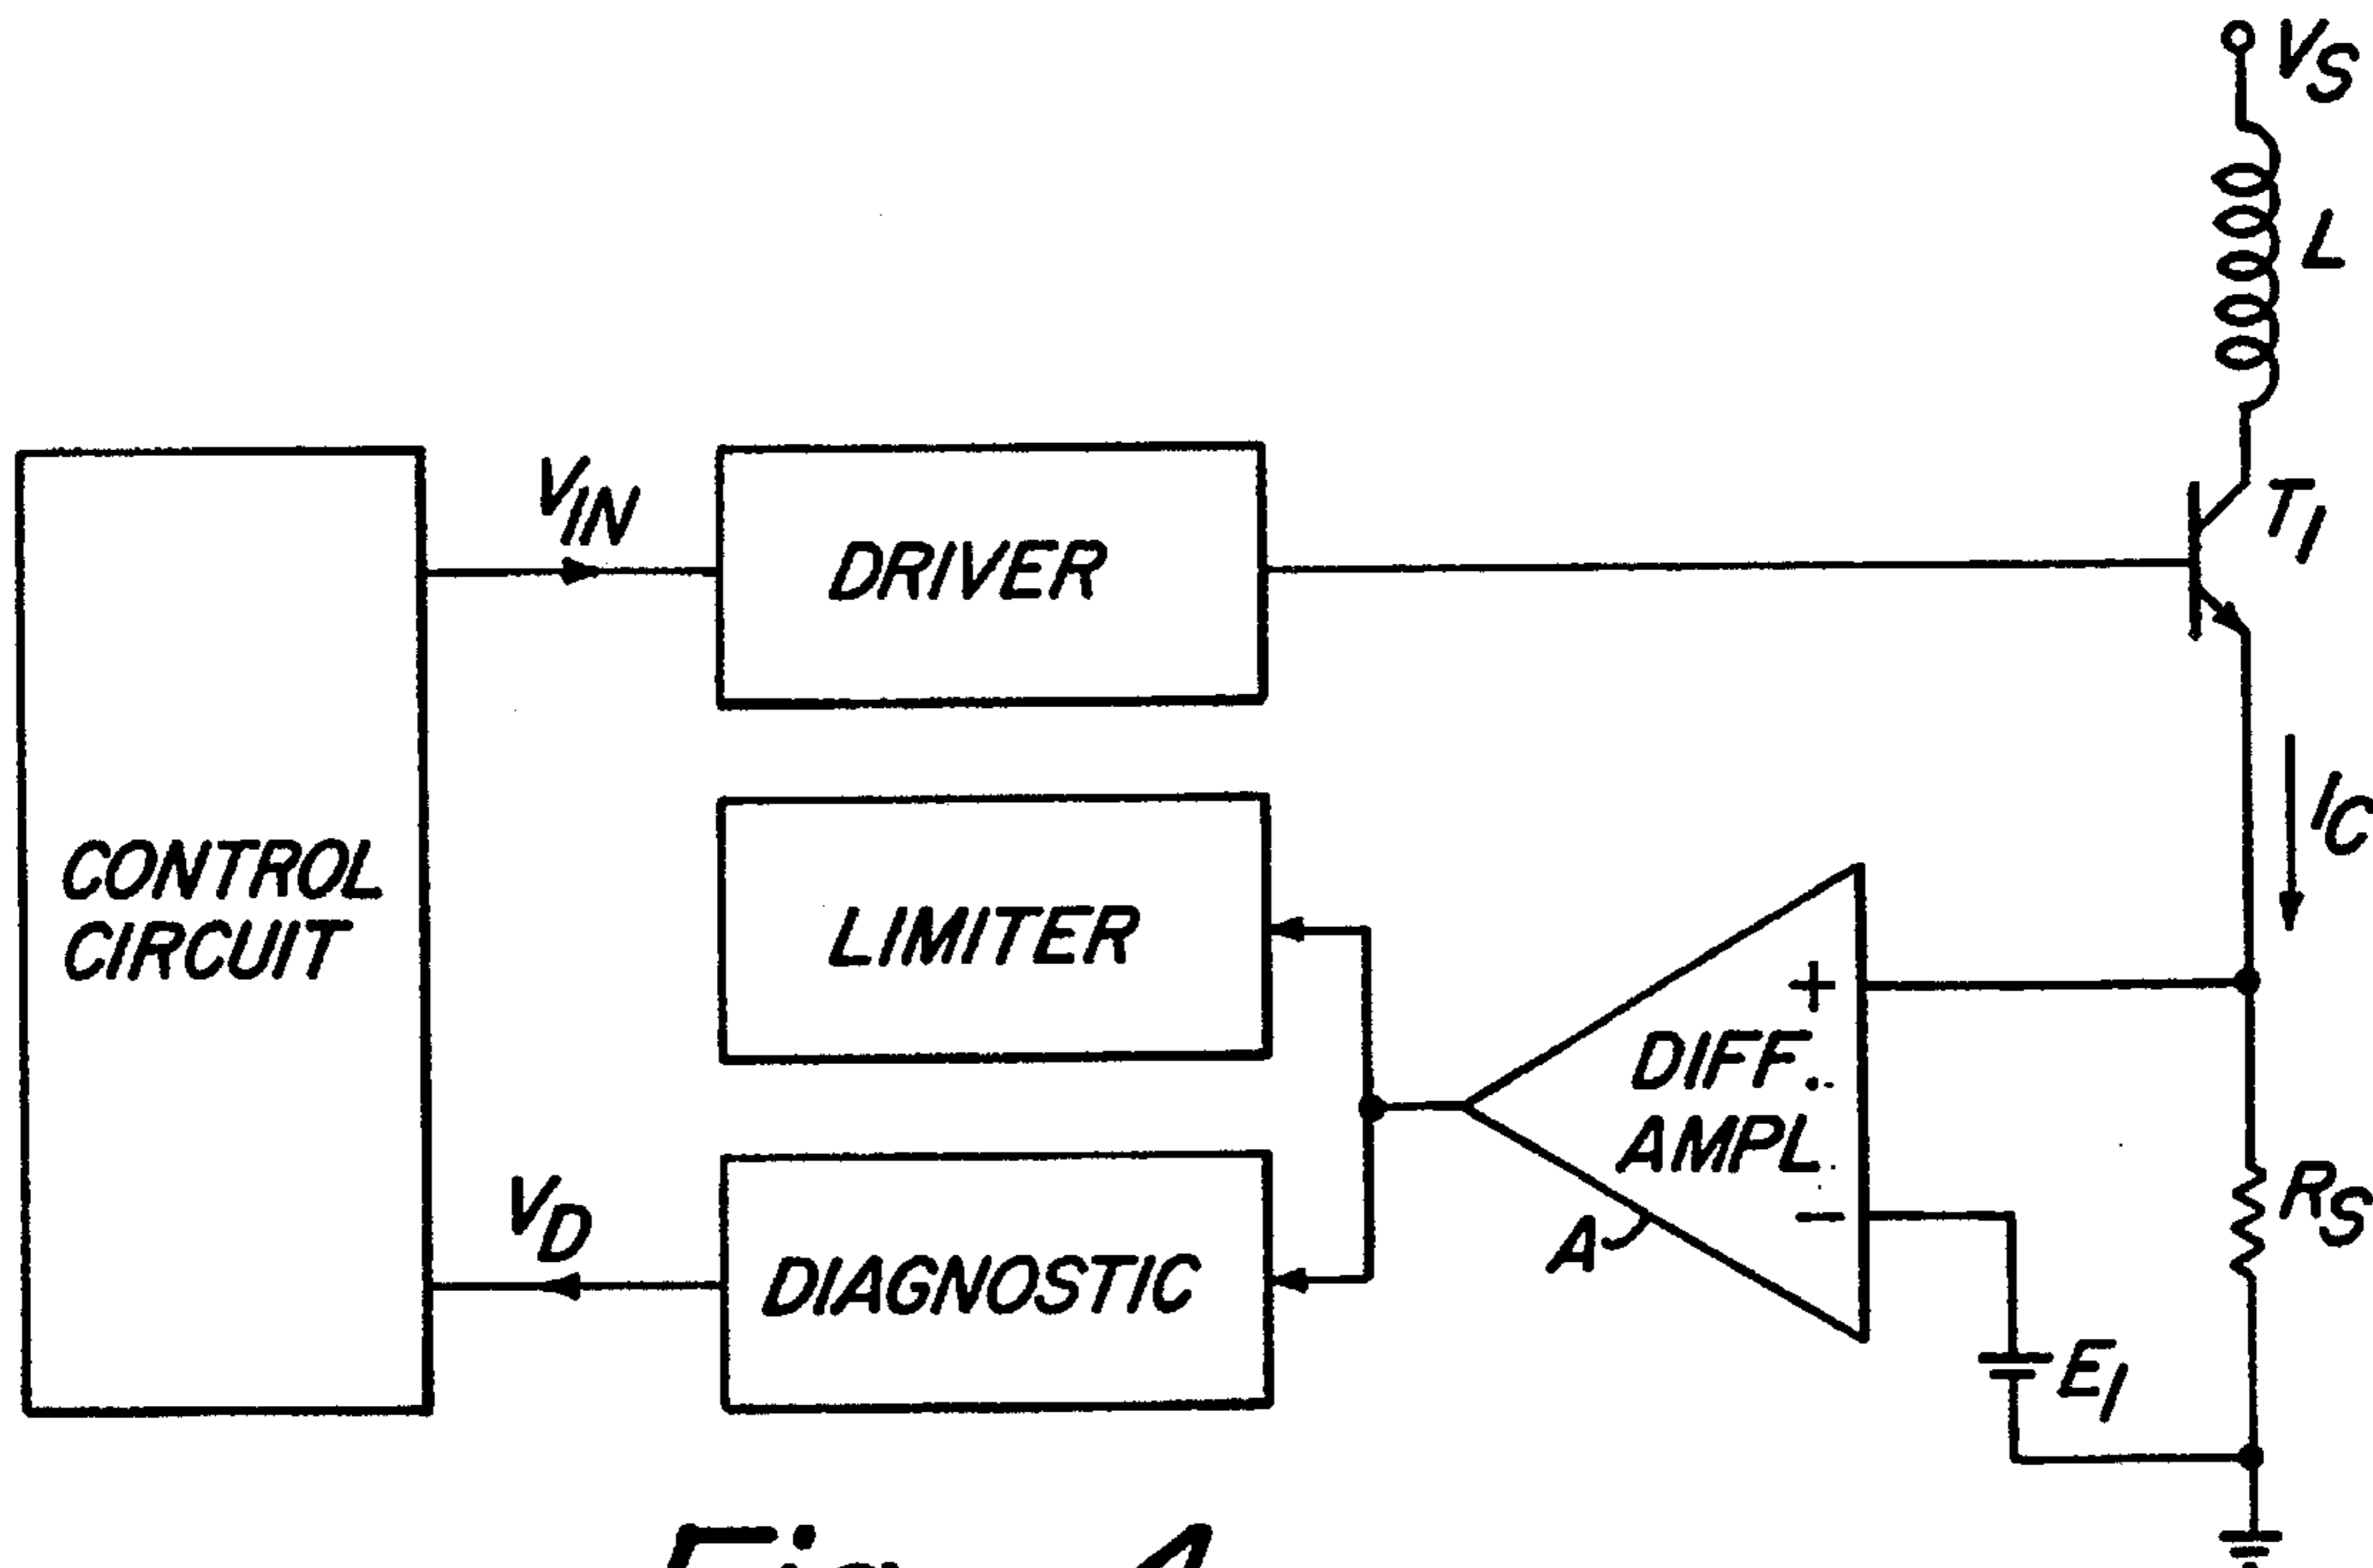 VS
L
VIN
DRIVER
T1
CONTROL
CIRCUIT
LIMITER
IC
+
DIFF.
AMPL.
−
A
VD
DIAGNOSTIC
RS
E1